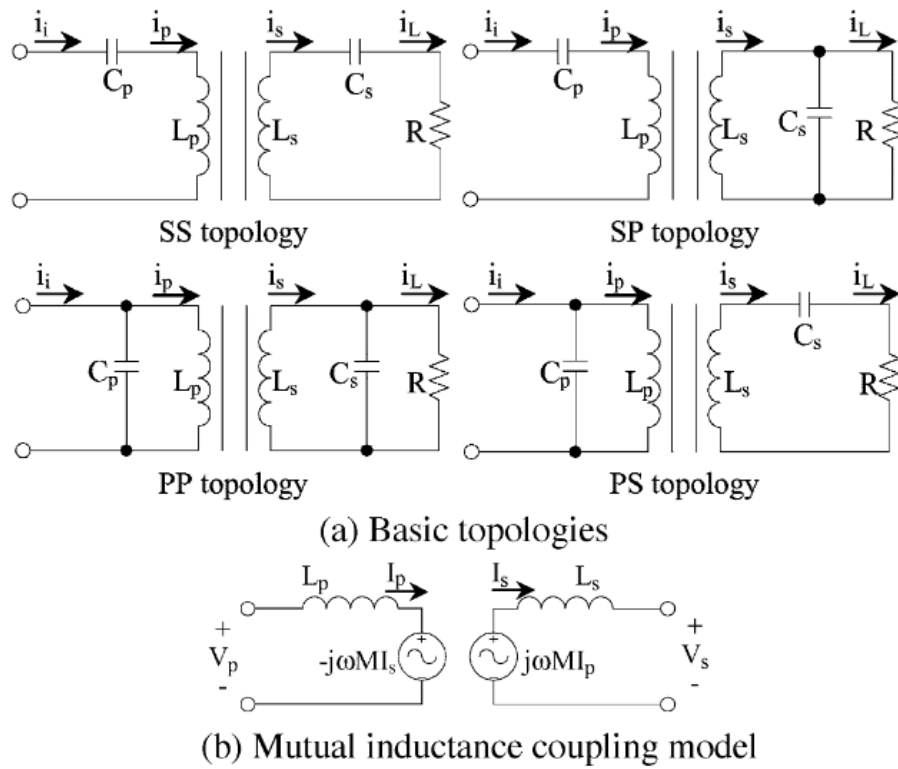 i_i i_p i_s i_L i_i i_p i_s i_L
C_p C_s C_p
L_p L_s R L_p L_s C_s R
SS topology SP topology
i_i i_p i_s i_L i_i i_p i_s i_L
C_p L_p L_s C_s R C_p L_p L_s C_s R
PP topology PS topology
(a) Basic topologies
L_p I_p I_s L_s
+ + + +
V_p -jωMI_s jωMI_p V_s
- - - -
(b) Mutual inductance coupling model